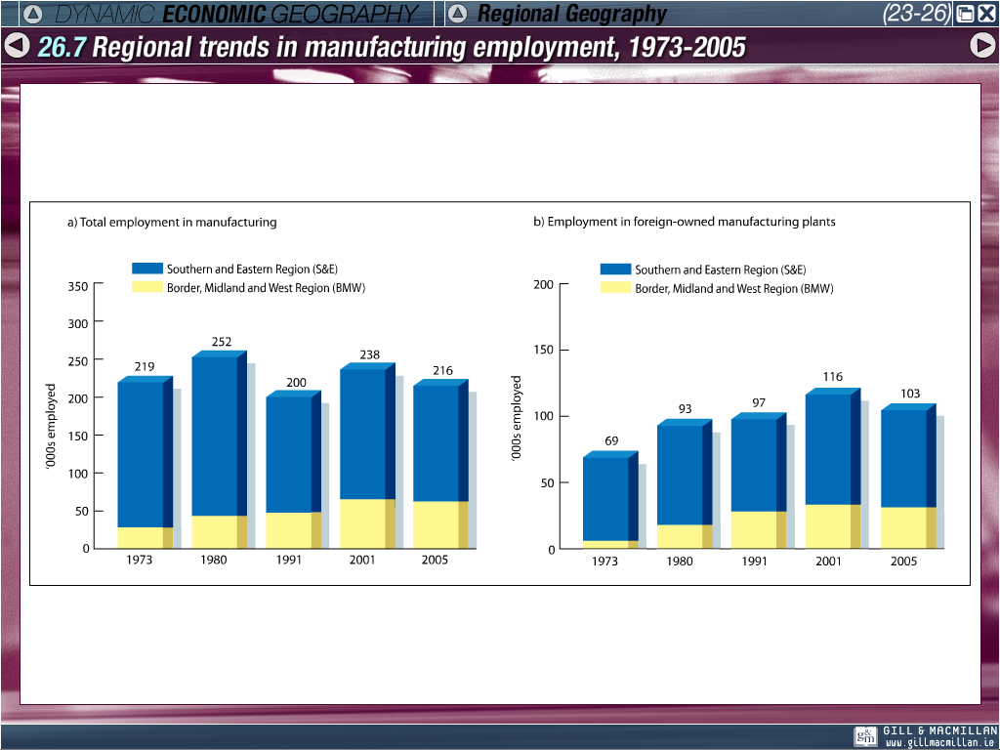 DYNAMIC ECONOMIC GEOGRAPHY
Regional Geography
(23-26)
26.7 Regional trends in manufacturing employment, 1973-2005
a) Total employment in manufacturing
Southern and Eastern Region (S&E)
Border, Midland and West Region (BMW)
'000s employed
350
300
250
200
150
100
50
0
219
252
200
238
216
1973
1980
1991
2001
2005
b) Employment in foreign-owned manufacturing plants
Southern and Eastern Region (S&E)
Border, Midland and West Region (BMW)
'000s employed
200
150
100
50
0
69
93
97
116
103
1973
1980
1991
2001
2005
g&m
GILL & MACMILLAN
www.gillmacmillan.ie